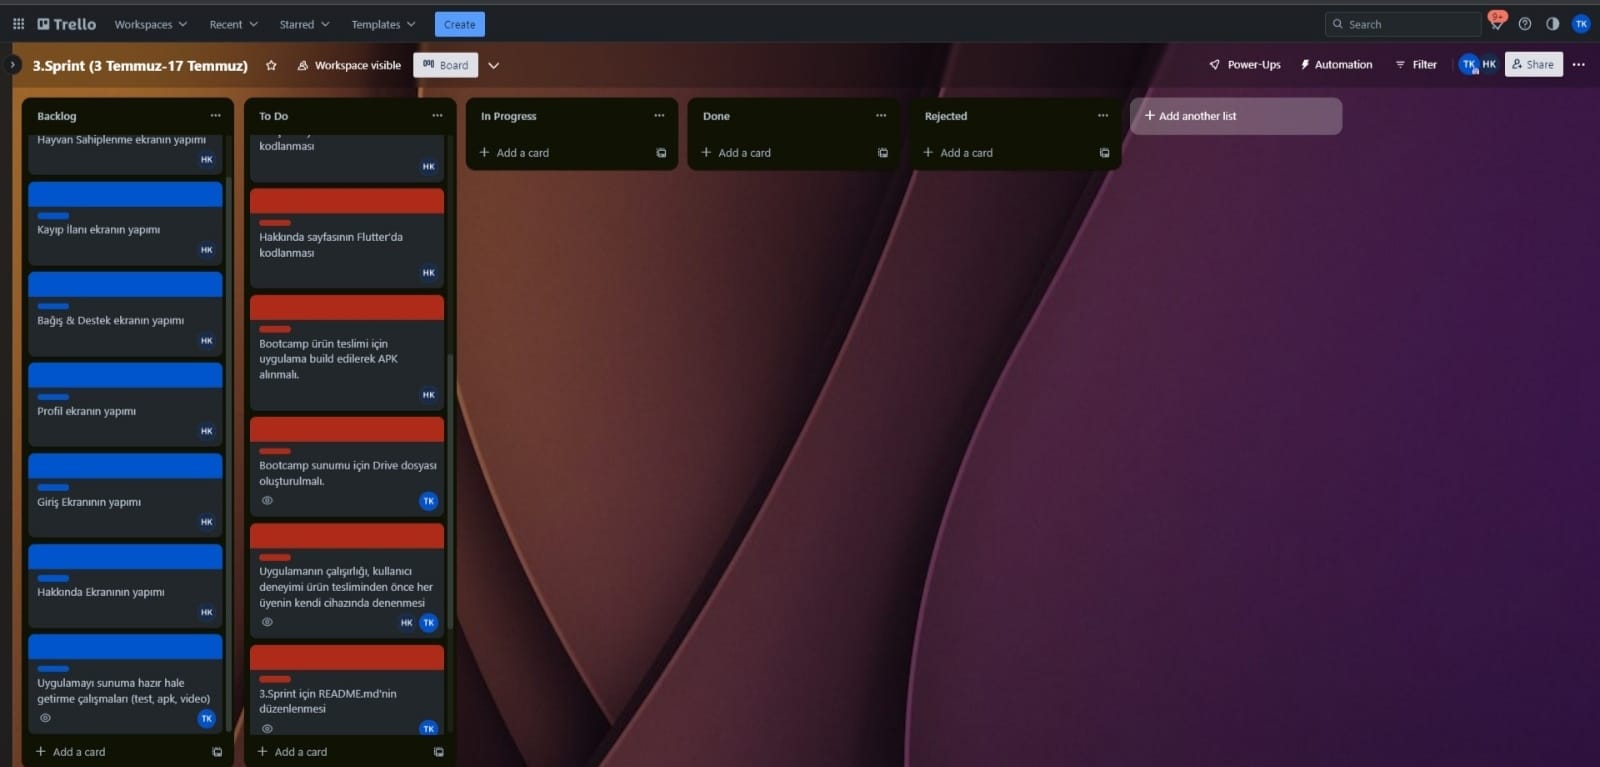 Trello
Workspaces
Recent
Starred
Templates
Create
Search
9+
TK
3.Sprint (3 Temmuz-17 Temmuz)
Workspace visible
Board
Power-Ups
Automation
Filter
TK
HK
Share
Backlog
Hayvan Sahiplenme ekranın yapımı
HK
Kayıp İlanı ekranın yapımı
HK
Bağış & Destek ekranın yapımı
HK
Profil ekranın yapımı
HK
Giriş Ekranının yapımı
HK
Hakkında Ekranının yapımı
HK
Uygulamayı sunuma hazır hale
getirme çalışmaları (test, apk, video)
TK
+ Add a card
To Do
kodlanması
HK
Hakkında sayfasının Flutter'da
kodlanması
HK
Bootcamp ürün teslimi için
uygulama build edilerek APK
alınmalı.
HK
Bootcamp sunumu için Drive dosyası
oluşturulmalı.
TK
Uygulamanın çalışırlığı, kullanıcı
deneyimi ürün tesliminden önce her
üyenin kendi cihazında denenmesi
HK
TK
3.Sprint için README.md'nin
düzenlenmesi
TK
+ Add a card
In Progress
+ Add a card
Done
+ Add a card
Rejected
+ Add a card
+ Add another list